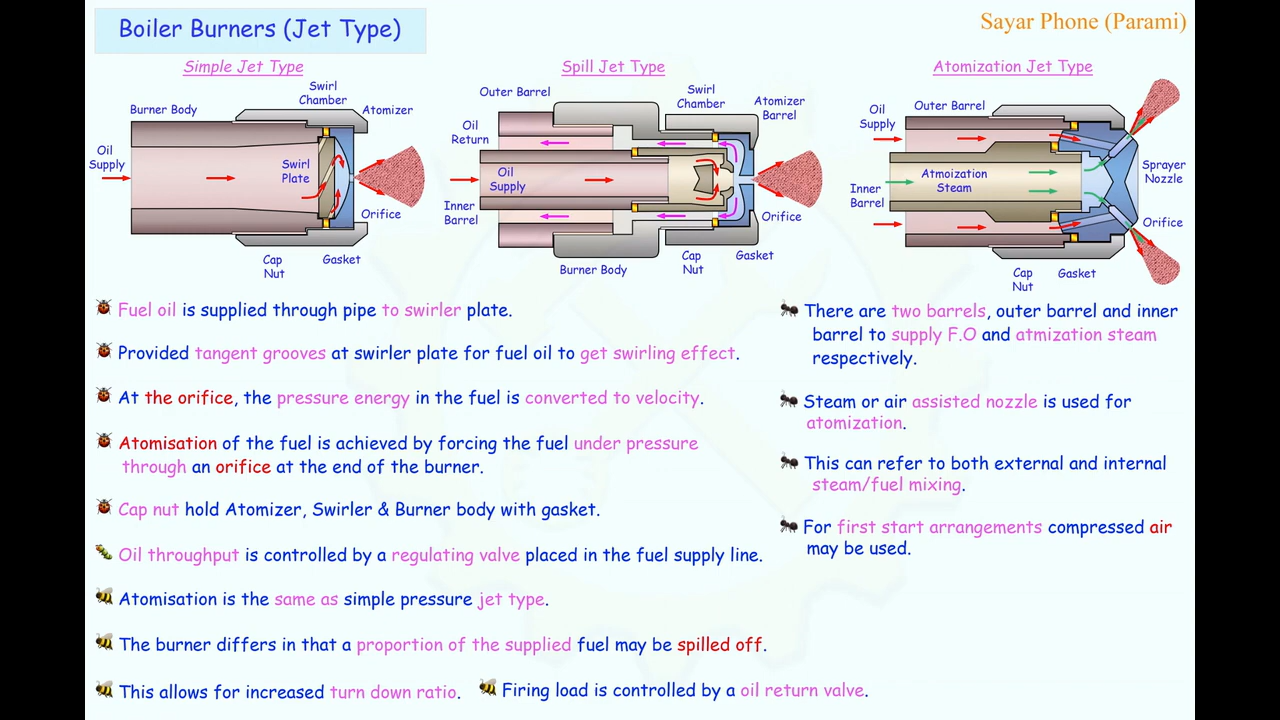 Boiler Burners (Jet Type)
Sayar Phone (Parami)
Simple Jet Type
Burner Body
Swirl
Chamber
Atomizer
Oil
Supply
Swirl
Plate
Orifice
Cap
Nut
Gasket
Spill Jet Type
Outer Barrel
Swirl
Chamber
Atomizer
Barrel
Oil
Return
Oil
Supply
Inner
Barrel
Orifice
Burner Body
Cap
Nut
Gasket
Atomization Jet Type
Oil
Supply
Outer Barrel
Atmoization
Steam
Sprayer
Nozzle
Inner
Barrel
Orifice
Cap
Nut
Gasket
Fuel oil is supplied through pipe to swirler plate.
Provided tangent grooves at swirler plate for fuel oil to get swirling effect.
At the orifice, the pressure energy in the fuel is converted to velocity.
Atomisation of the fuel is achieved by forcing the fuel under pressure
through an orifice at the end of the burner.
Cap nut hold Atomizer, Swirler & Burner body with gasket.
Oil throughput is controlled by a regulating valve placed in the fuel supply line.
Atomisation is the same as simple pressure jet type.
The burner differs in that a proportion of the supplied fuel may be spilled off.
This allows for increased turn down ratio.
Firing load is controlled by a oil return valve.
There are two barrels, outer barrel and inner
barrel to supply F.O and atmization steam
respectively.
Steam or air assisted nozzle is used for
atomization.
This can refer to both external and internal
steam/fuel mixing.
For first start arrangements compressed air
may be used.